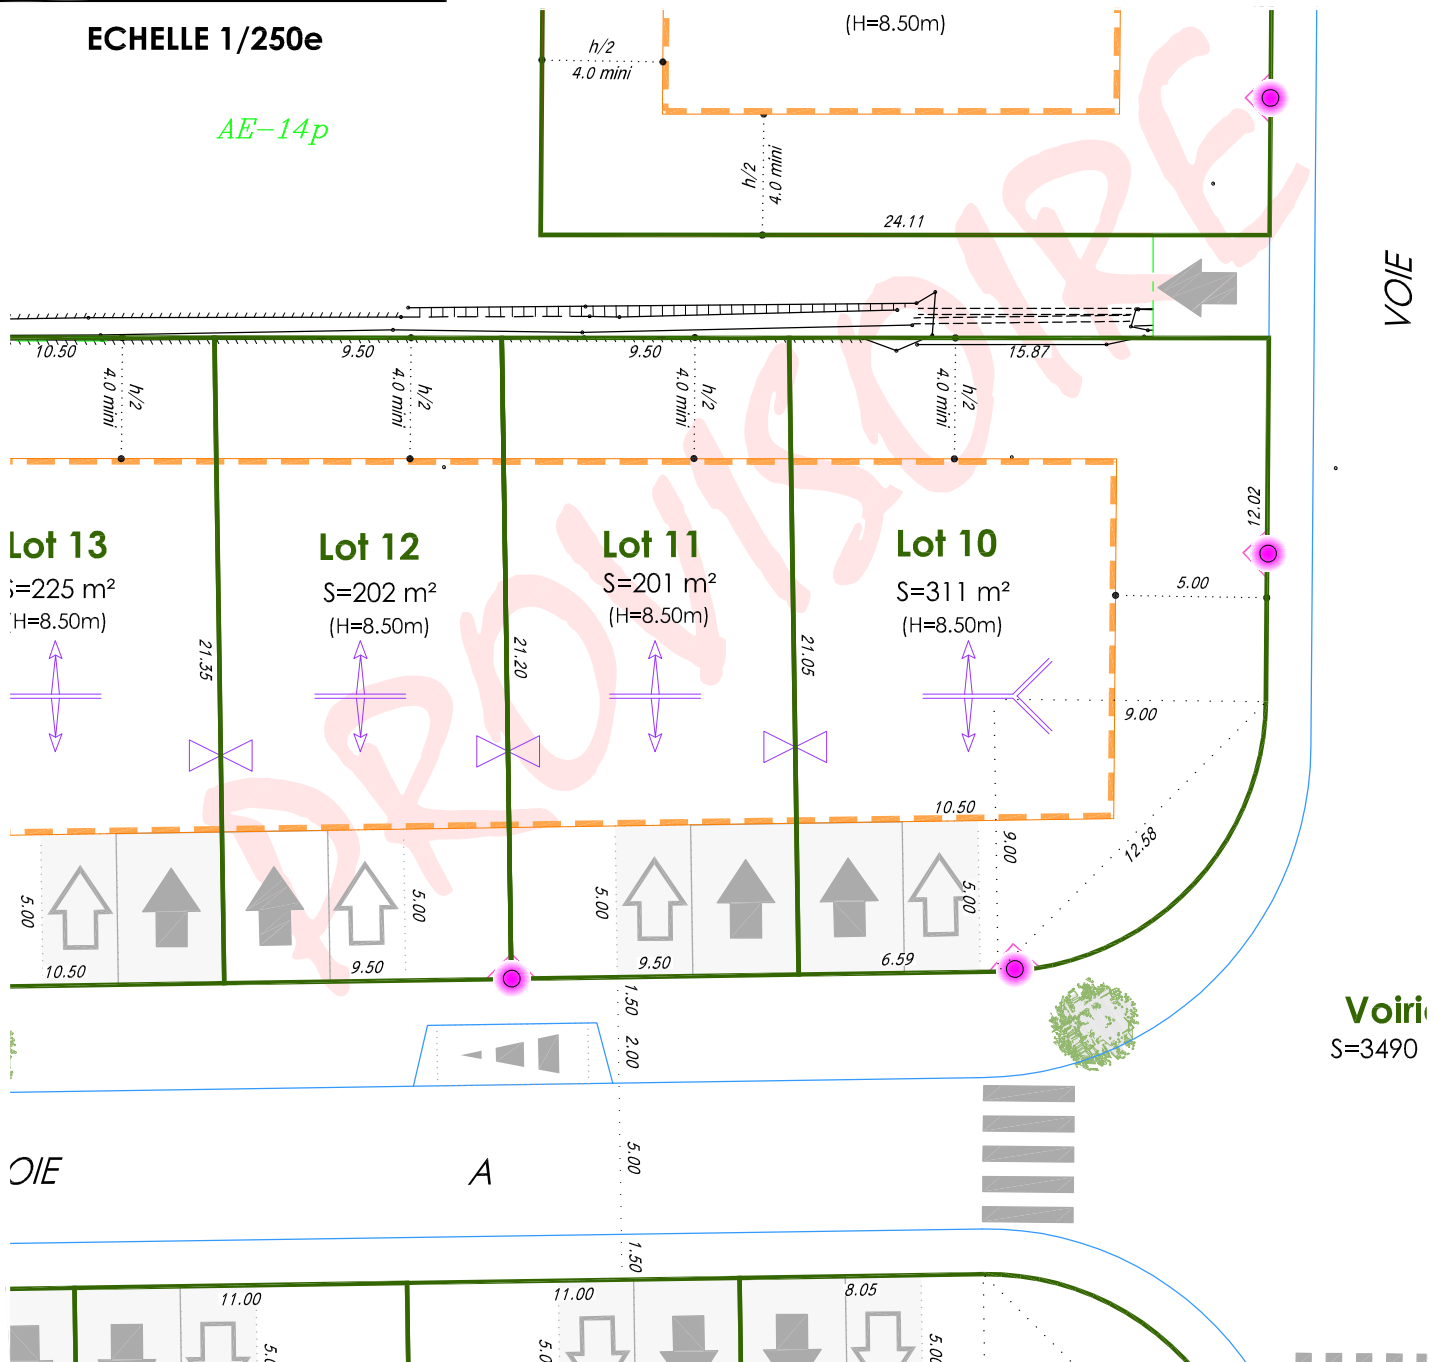 ECHELLE 1/250e
(H=8.50m)
h/2
4.0 mini
AE-14p
h/2
4.0 mini
24.11
VOIE
10.50
9.50
9.50
15.87
4.0 mini
h/2
4.0 mini
h/2
4.0 mini
h/2
4.0 mini
h/2
PROVISOIRE
12.02
Lot 13
S=225 m²
(H=8.50m)
Lot 12
S=202 m²
(H=8.50m)
Lot 11
S=201 m²
(H=8.50m)
Lot 10
S=311 m²
(H=8.50m)
5.00
21.35
21.20
21.05
9.00
10.50
9.00
12.58
5.00
5.00
5.00
5.00
10.50
9.50
9.50
6.59
1.50
2.00
Voiri
S=3490
5.00
OIE
A
1.50
11.00
11.00
8.05
5.0
5.0
5.00